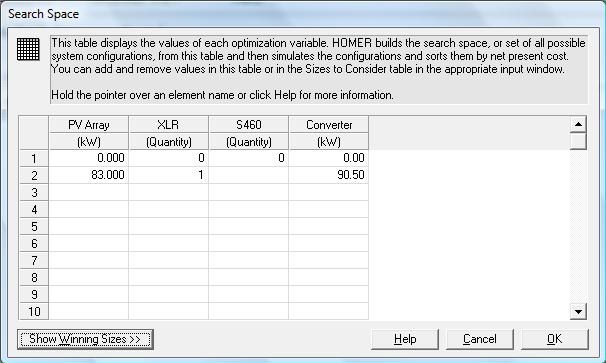 Search Space
This table displays the values of each optimization variable. HOMER builds the search space, or set of all possible
system configurations, from this table and then simulates the configurations and sorts them by net present cost.
You can add and remove values in this table or in the Sizes to Consider table in the appropriate input window.
Hold the pointer over an element name or click Help for more information.
PV Array XLR S460 Converter
(kW) (Quantity) (Quantity) (kW)
1 0.000 0 0 0.00
2 83.000 1 90.50
3
4
5
6
7
8
9
10
Show Winning Sizes >> Help Cancel OK